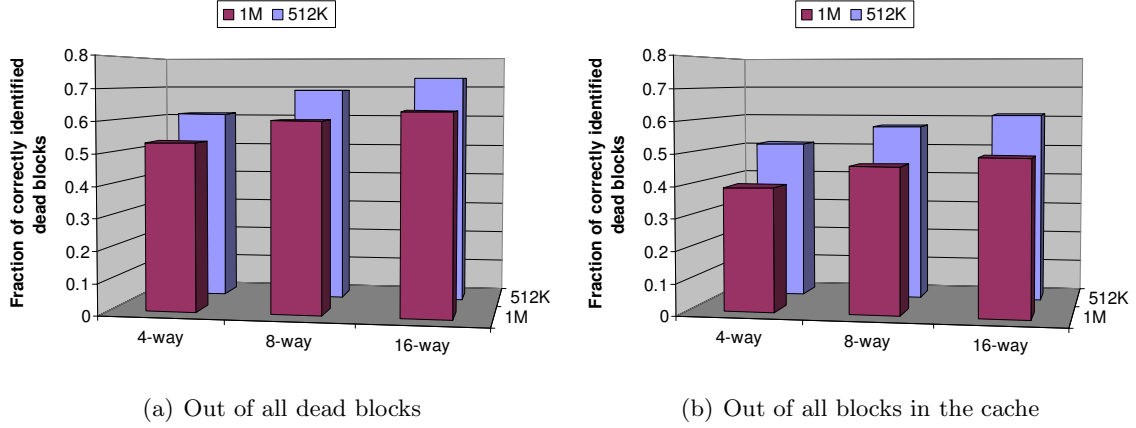 1M 512K
Fraction of correctly identified
dead blocks
0.8
0.7
0.6
0.5
0.4
0.3
0.2
0.1
0
4-way
8-way
16-way
512K
1M
(a) Out of all dead blocks
1M 512K
Fraction of correctly identified
dead blocks
0.8
0.7
0.6
0.5
0.4
0.3
0.2
0.1
0
4-way
8-way
16-way
512K
1M
(b) Out of all blocks in the cache